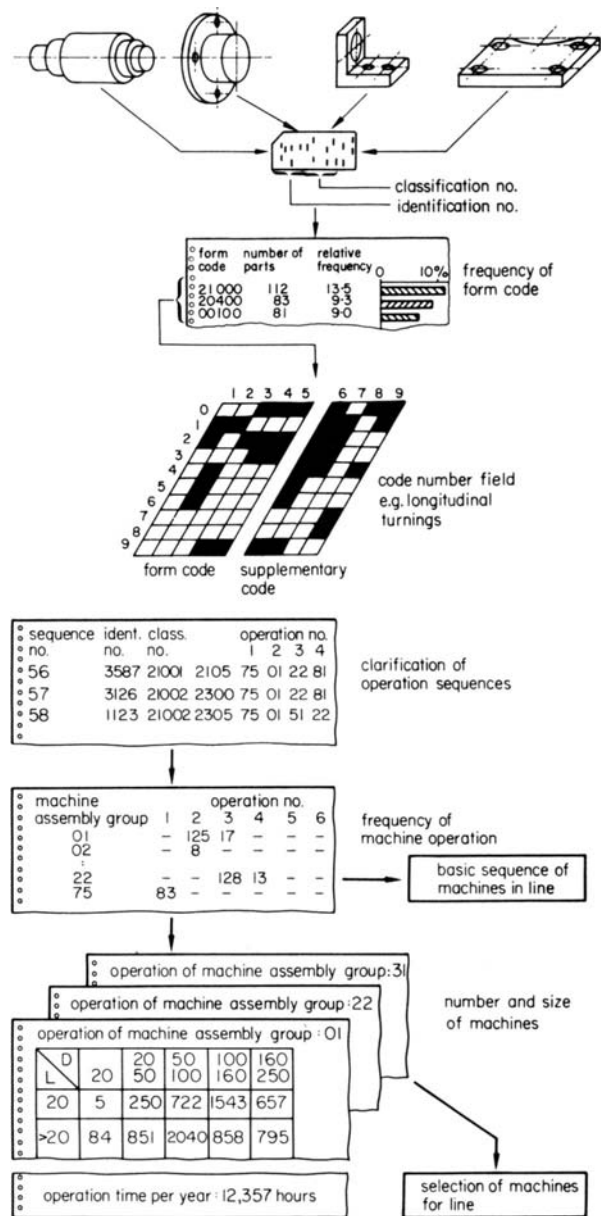 classification no.
identification no.
form code number of parts relative frequency 0 10%
21000 112 13·5
20400 83 9·3
00100 81 9·0
frequency of form code
1 2 3 4 5 6 7 8 9
0
1
2
3
4
5
6
7
8
9
code number field
e.g. longitudinal
turnings
form code supplementary code
sequence no. ident. no. class. no. operation no.
1 2 3 4
56 3587 21001 2105 75 01 22 81
57 3126 21002 2300 75 01 22 81
58 1123 21002 2305 75 01 51 22
clarification of
operation sequences
machine assembly group operation no.
1 2 3 4 5 6
01 – 125 17 – – –
02 – 8 – – – –
:
22 – – 128 13 – –
75 83 – – – – –
frequency of
machine operation
basic sequence of
machines in line
operation of machine assembly group:31
operation of machine assembly group:22
operation of machine assembly group:01
number and size
of machines
D 20 50 100 160
L 20 50 100 160 250
20 5 250 722 1543 657
>20 84 851 2040 858 795
operation time per year: 12,357 hours
selection of machines
for line